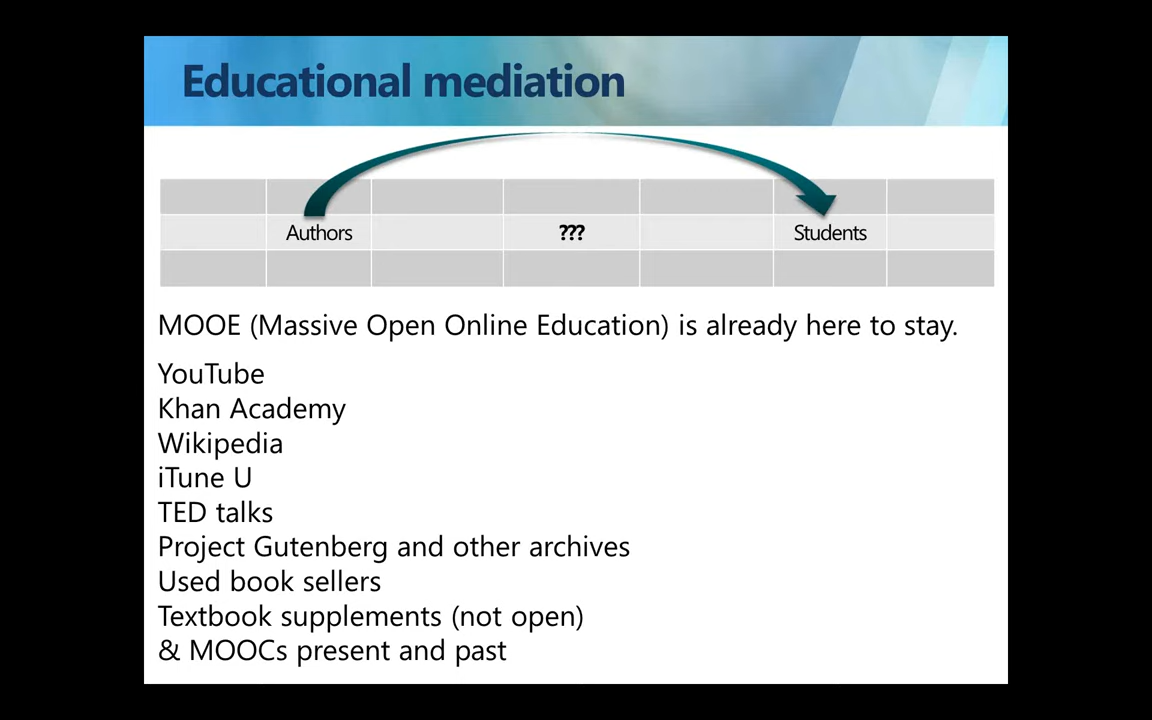 Educational mediation
Authors ??? Students
MOOE (Massive Open Online Education) is already here to stay.
YouTube
Khan Academy
Wikipedia
iTune U
TED talks
Project Gutenberg and other archives
Used book sellers
Textbook supplements (not open)
& MOOCs present and past